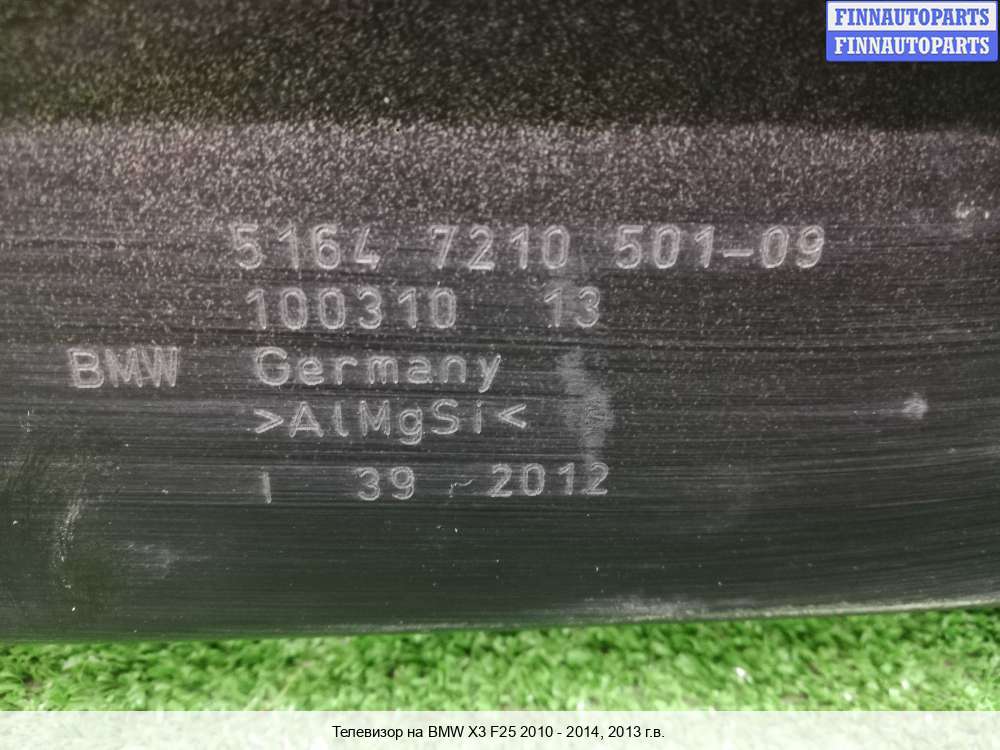 FINNAUTOPARTS
FINNAUTOPARTS
5164 7210 501-09
100310 13
BMW Germany
>AlMgSi<
I 39 - 2012
Телевизор на BMW X3 F25 2010 - 2014, 2013 г.в.